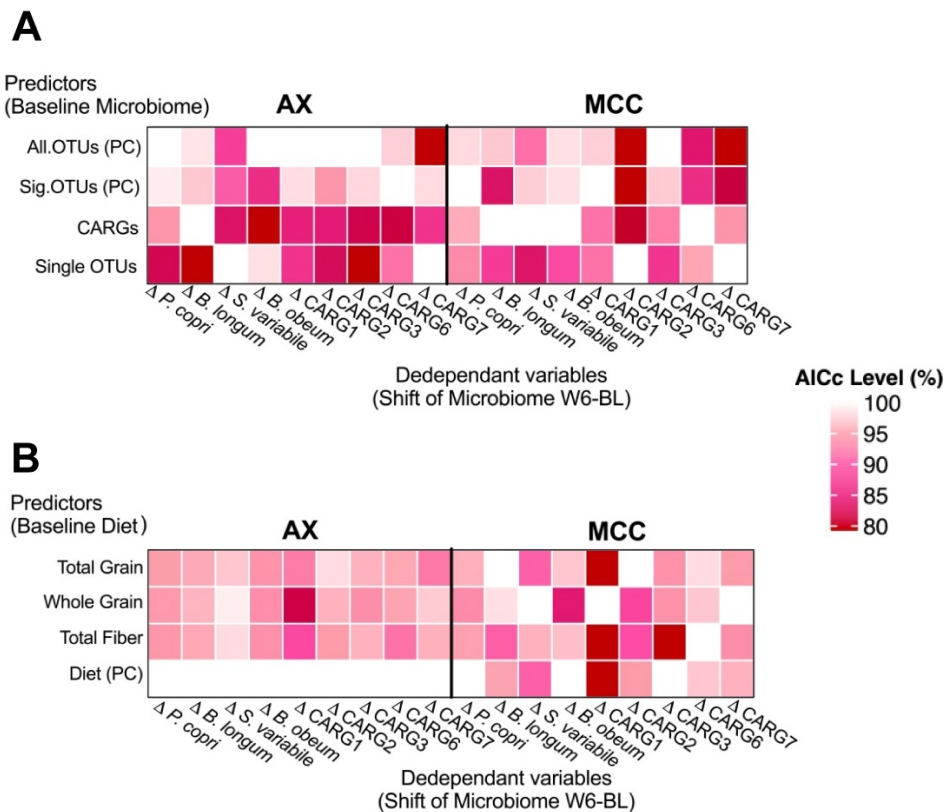 A
Predictors
(Baseline Microbiome)
AX
MCC
All.OTUs (PC)
Sig.OTUs (PC)
CARGs
Single OTUs
Δ P. copri
Δ B. longum
Δ S. variabile
Δ B. obeum
Δ CARG1
Δ CARG2
Δ CARG3
Δ CARG6
Δ CARG7
Δ P. copri
Δ B. longum
Δ S. variabile
Δ B. obeum
Δ CARG1
Δ CARG2
Δ CARG3
Δ CARG6
Δ CARG7
Dedependant variables
(Shift of Microbiome W6-BL)
AICc Level (%)
100
95
90
85
80
B
Predictors
(Baseline Diet)
AX
MCC
Total Grain
Whole Grain
Total Fiber
Diet (PC)
Δ P. copri
Δ B. longum
Δ S. variabile
Δ B. obeum
Δ CARG1
Δ CARG2
Δ CARG3
Δ CARG6
Δ CARG7
Δ P. copri
Δ B. longum
Δ S. variabile
Δ B. obeum
Δ CARG1
Δ CARG2
Δ CARG3
Δ CARG6
Δ CARG7
Dedependant variables
(Shift of Microbiome W6-BL)